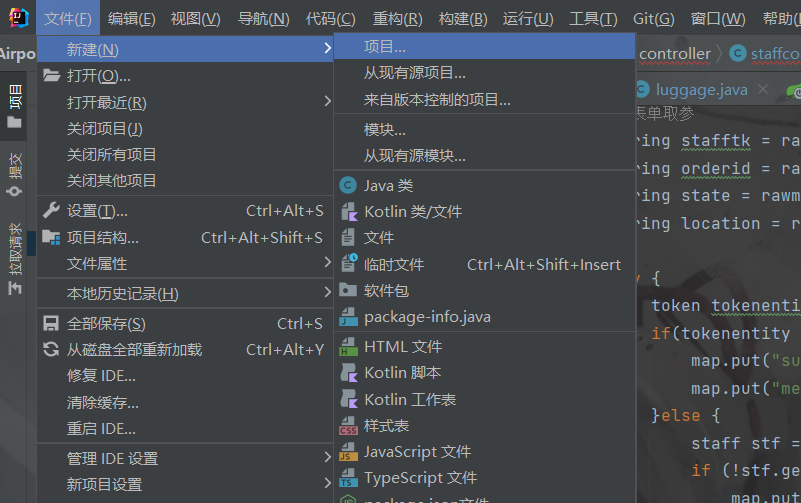 文件(F) 编辑(E) 视图(V) 导航(N) 代码(C) 重构(R) 构建(B) 运行(U) 工具(T) Git(G) 窗口(W) 帮助(
Airpo
controller 〉 staffco
luggage.java ×
项目
提交
拉取请求
新建(N)
打开(O)...
打开最近(R)
关闭项目(J)
关闭所有项目
关闭其他项目
设置(T)... Ctrl+Alt+S
项目结构... Ctrl+Alt+Shift+S
文件属性
本地历史记录(H)
全部保存(S) Ctrl+S
从磁盘全部重新加载 Ctrl+Alt+Y
修复 IDE...
清除缓存...
重启 IDE...
管理 IDE 设置
新项目设置
项目...
从现有源项目...
来自版本控制的项目...
模块...
从现有源模块...
Java 类
Kotlin 类/文件
文件
临时文件 Ctrl+Alt+Shift+Insert
软件包
package-info.java
HTML 文件
Kotlin 脚本
Kotlin 工作表
样式表
JavaScript 文件
TypeScript 文件
package.json文件
表单取参
ring stafftk = ra
ring orderid = ra
ring state = rawm
ring location = r
{
token tokenenti
if(tokenentity
map.put("su
map.put("me
}else {
staff stf =
if (!stf.ge
map.put